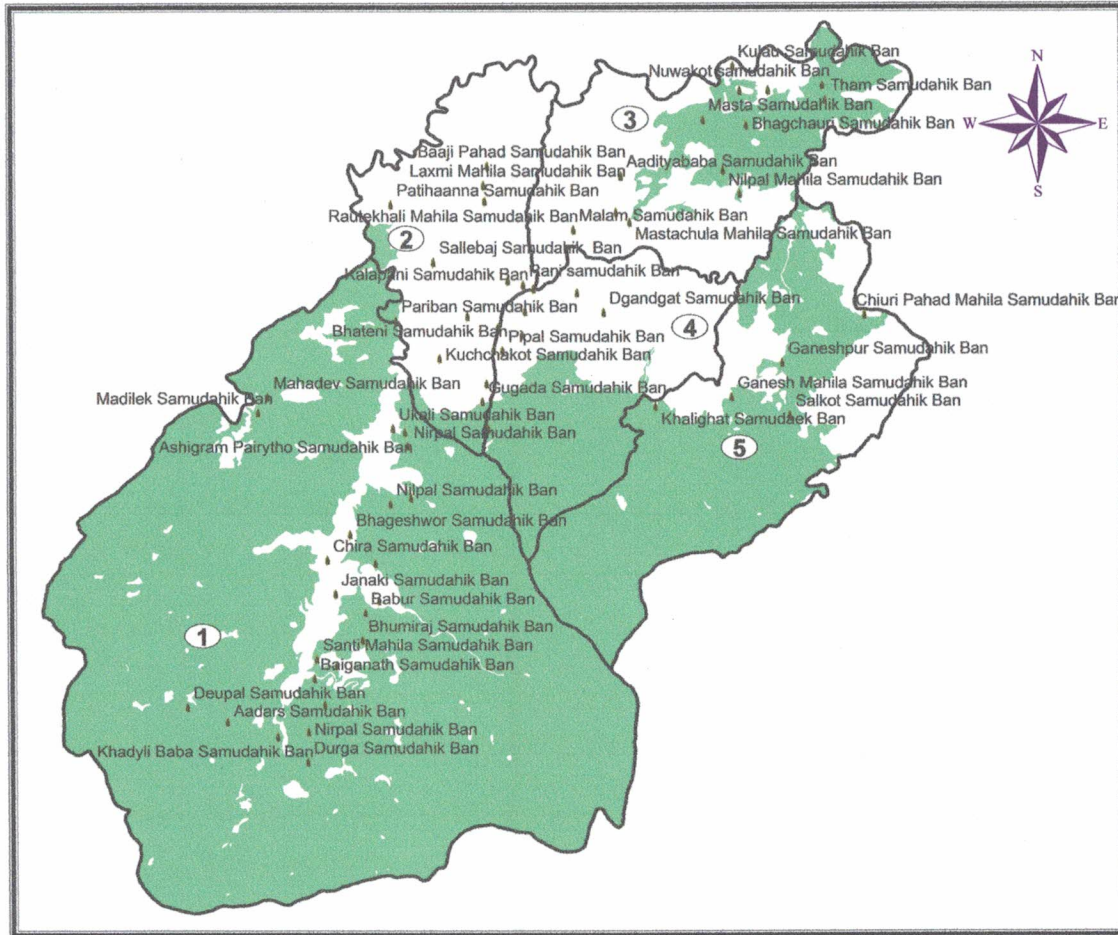 Kulau Samudahik Ban
N
Nuwakot samudahik Ban
Tham Samudahik Ban
Masta Samudahik Ban
3
Bhagchauri Samudahik Ban
W
E
Baaji Pahad Samudahik Ban
Aadityababa Samudahik Ban
Laxmi Mahila Samudahik Ban
Nilpal Mahila Samudahik Ban
S
Patihaanna Samudahik Ban
Rautekhali Mahila Samudahik Ban
Malam Samudahik Ban
Mastachula Mahila Samudahik Ban
2
Sallebaj Samudahik Ban
Kalapani Samudahik Ban
Rani samudahik Ban
Dgandgat Samudahik Ban
Chiuri Pahad Mahila Samudahik Ban
Pariban Samudahik Ban
4
Bhateni Samudahik Ban
Pipal Samudahik Ban
Kuchchakot Samudahik Ban
Ganeshpur Samudahik Ban
Mahadev Samudahik Ban
Gugada Samudahik Ban
Ganesh Mahila Samudahik Ban
Madilek Samudahik Ban
Salkot Samudahik Ban
Ukali Samudahik Ban
Khalighat Samudaek Ban
Nirpal Samudahik Ban
Ashigram Pairytho Samudahik Ban
5
Nilpal Samudahik Ban
Bhageshwor Samudahik Ban
Chira Samudahik Ban
Janaki Samudahik Ban
Babur Samudahik Ban
Bhumiraj Samudahik Ban
1
Santi Mahila Samudahik Ban
Baiganath Samudahik Ban
Deupal Samudahik Ban
Aadars Samudahik Ban
Nirpal Samudahik Ban
Khadyli Baba Samudahik Ban
Durga Samudahik Ban